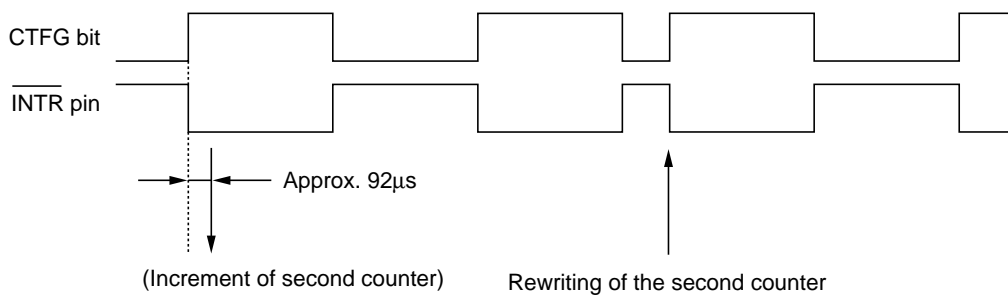 CTFG bit
INTR pin
Approx. 92μs
(Increment of second counter)
Rewriting of the second counter